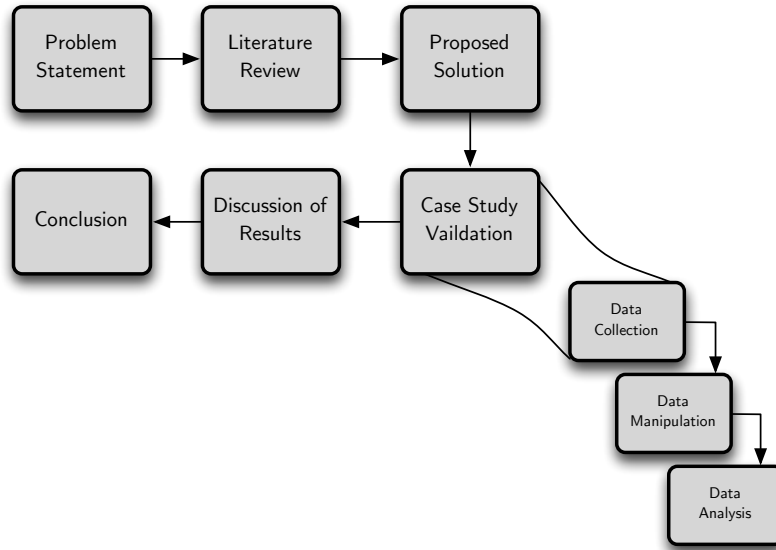 Problem
Statement
Literature
Review
Proposed
Solution
Case Study
Vaildation
Discussion of
Results
Conclusion
Data
Collection
Data
Manipulation
Data
Analysis